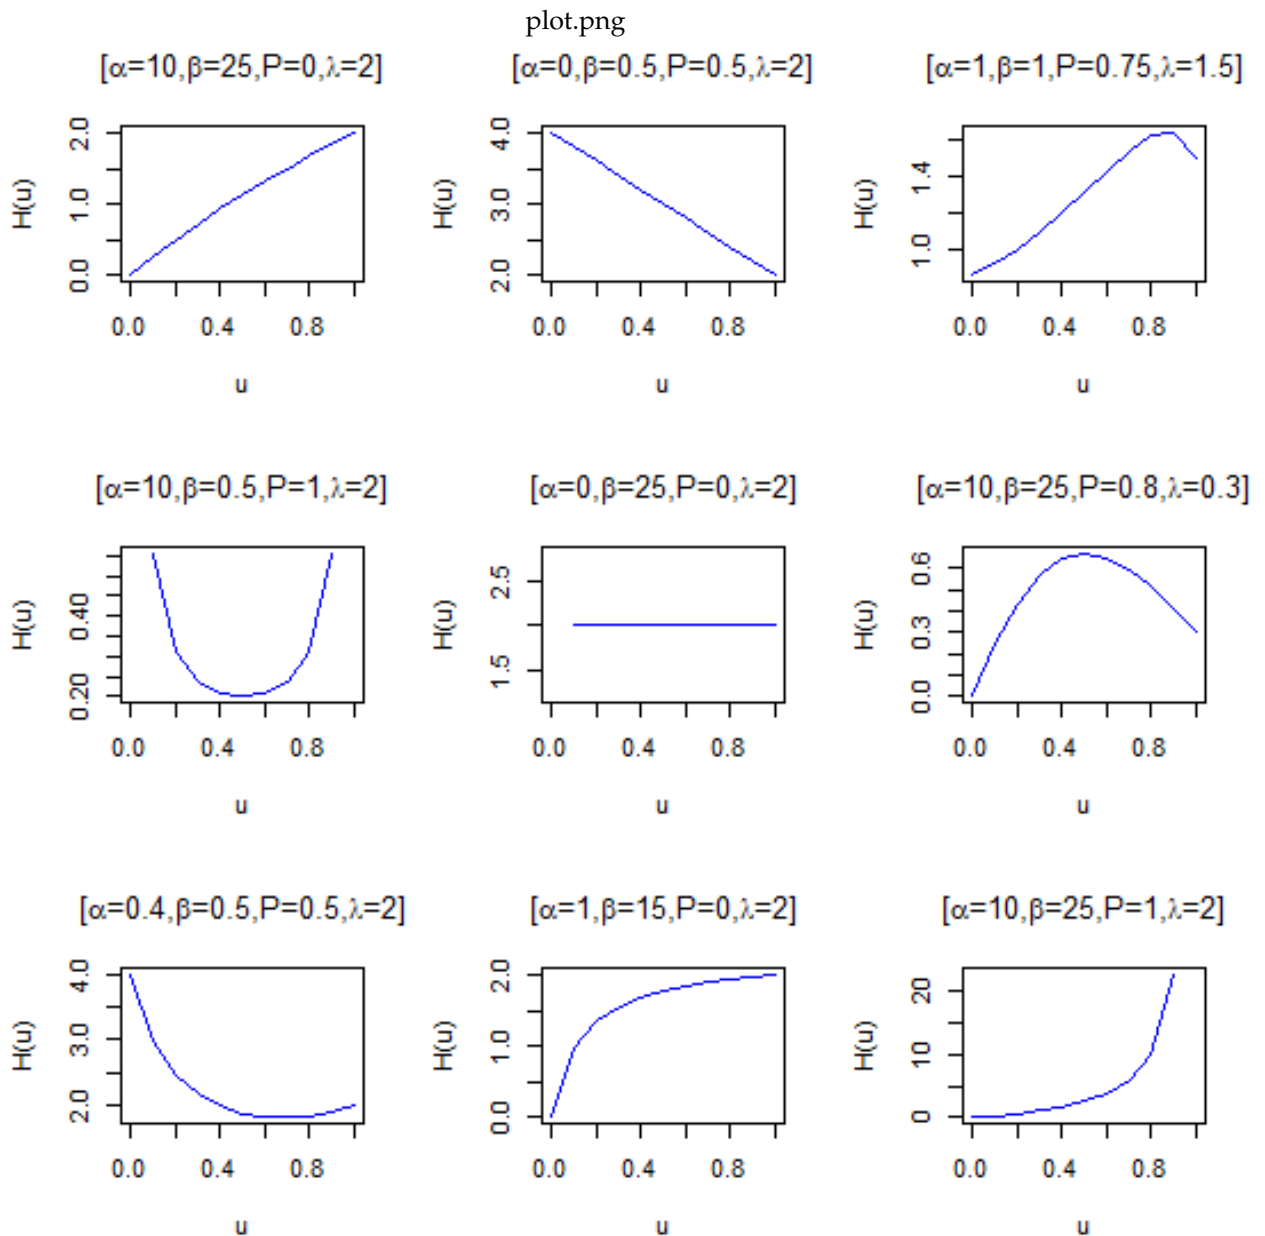 plot.png
[α=10,β=25,P=0,λ=2]
H(u)
0.0 1.0 2.0
0.0 0.4 0.8
u
[α=0,β=0.5,P=0.5,λ=2]
H(u)
2.0 3.0 4.0
0.0 0.4 0.8
u
[α=1,β=1,P=0.75,λ=1.5]
H(u)
1.0 1.4
0.0 0.4 0.8
u
[α=10,β=0.5,P=1,λ=2]
H(u)
0.20 0.40
0.0 0.4 0.8
u
[α=0,β=25,P=0,λ=2]
H(u)
1.5 2.5
0.0 0.4 0.8
u
[α=10,β=25,P=0.8,λ=0.3]
H(u)
0.0 0.3 0.6
0.0 0.4 0.8
u
[α=0.4,β=0.5,P=0.5,λ=2]
H(u)
2.0 3.0 4.0
0.0 0.4 0.8
u
[α=1,β=15,P=0,λ=2]
H(u)
0.0 1.0 2.0
0.0 0.4 0.8
u
[α=10,β=25,P=1,λ=2]
H(u)
0 10 20
0.0 0.4 0.8
u